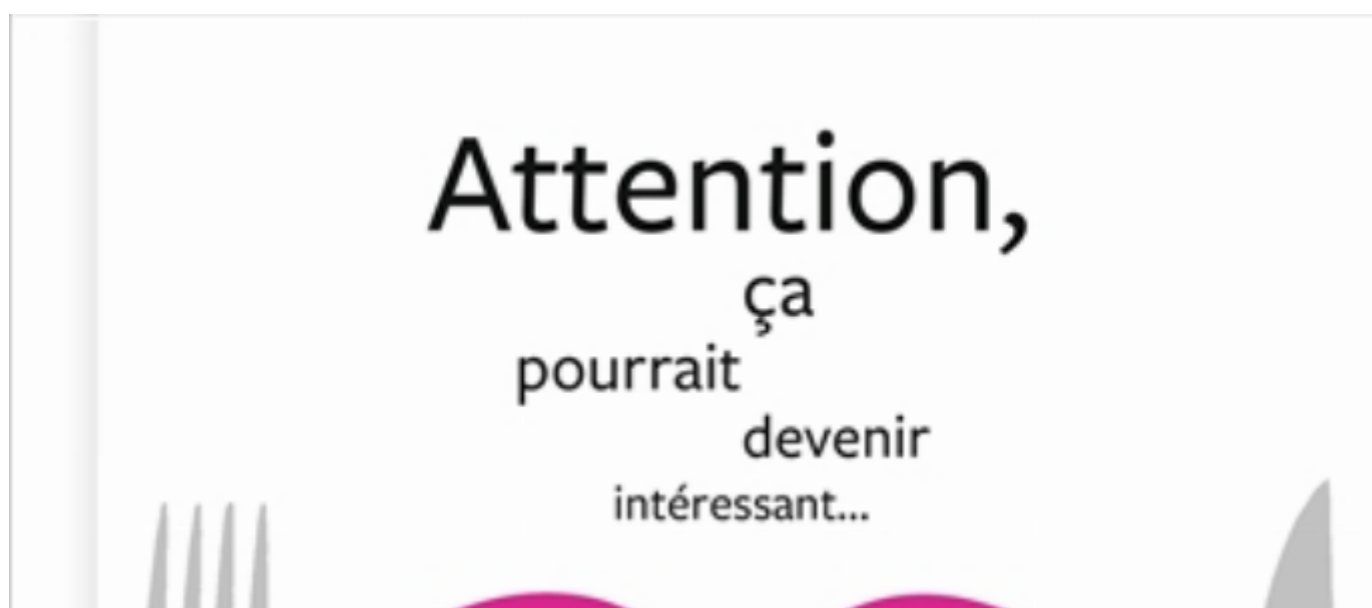 Attention,
ça
pourrait
devenir
intéressant...